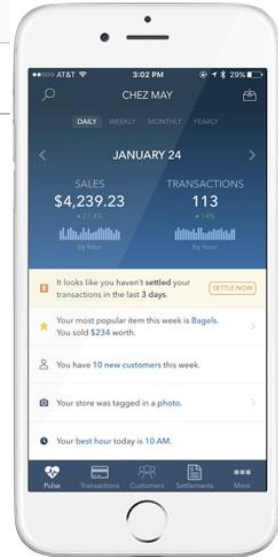 AT&T 3:02 PM 29%
CHEZ MAY
DAILY WEEKLY MONTHLY YEARLY
JANUARY 24
SALES TRANSACTIONS
$4,239.23 113
27.4% 14%
by hour by hour
It looks like you haven't settled your
transactions in the last 3 days.
SETTLE NOW
Your most popular item this week is Bagels.
You sold $234 worth.
You have 10 new customers this week.
Your store was tagged in a photo.
Your best hour today is 10 AM.
Pulse Transactions Customers Settlements More